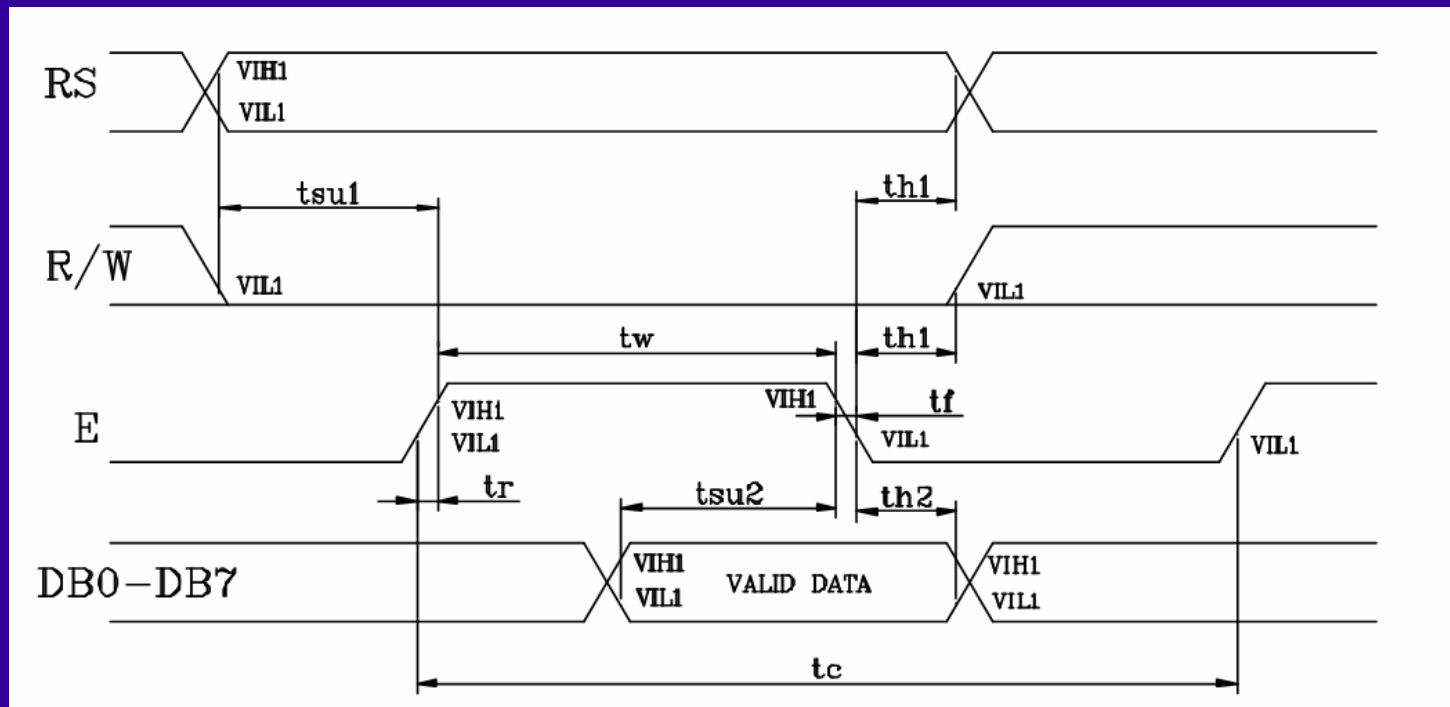 RS
VIH1
VIL1
tsu1
th1
R/W
VIL1
VIL1
tw
th1
E
VIH1
VIL1
VIH1
tf
VIL1
VIL1
tr
tsu2
th2
DB0-DB7
VIH1
VIL1
VALID DATA
VIH1
VIL1
tc